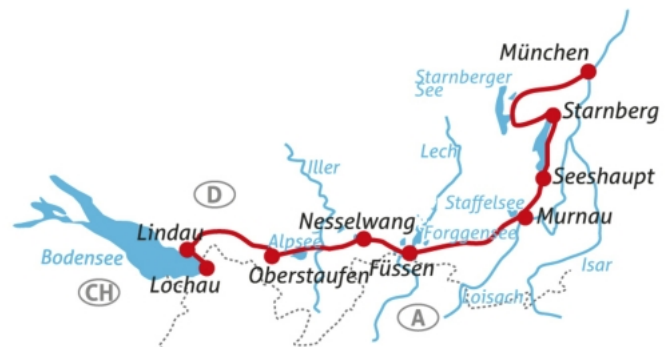 München
Starnberger
See
Starnberg
Iller
Lech
Seeshaupt
D
Staffelsee
Nesselwang
Murnau
Lindau
Forggensee
Alpsee
Bodensee
Oberstaufen
Füssen
Isar
Lochau
CH
Loisach
A